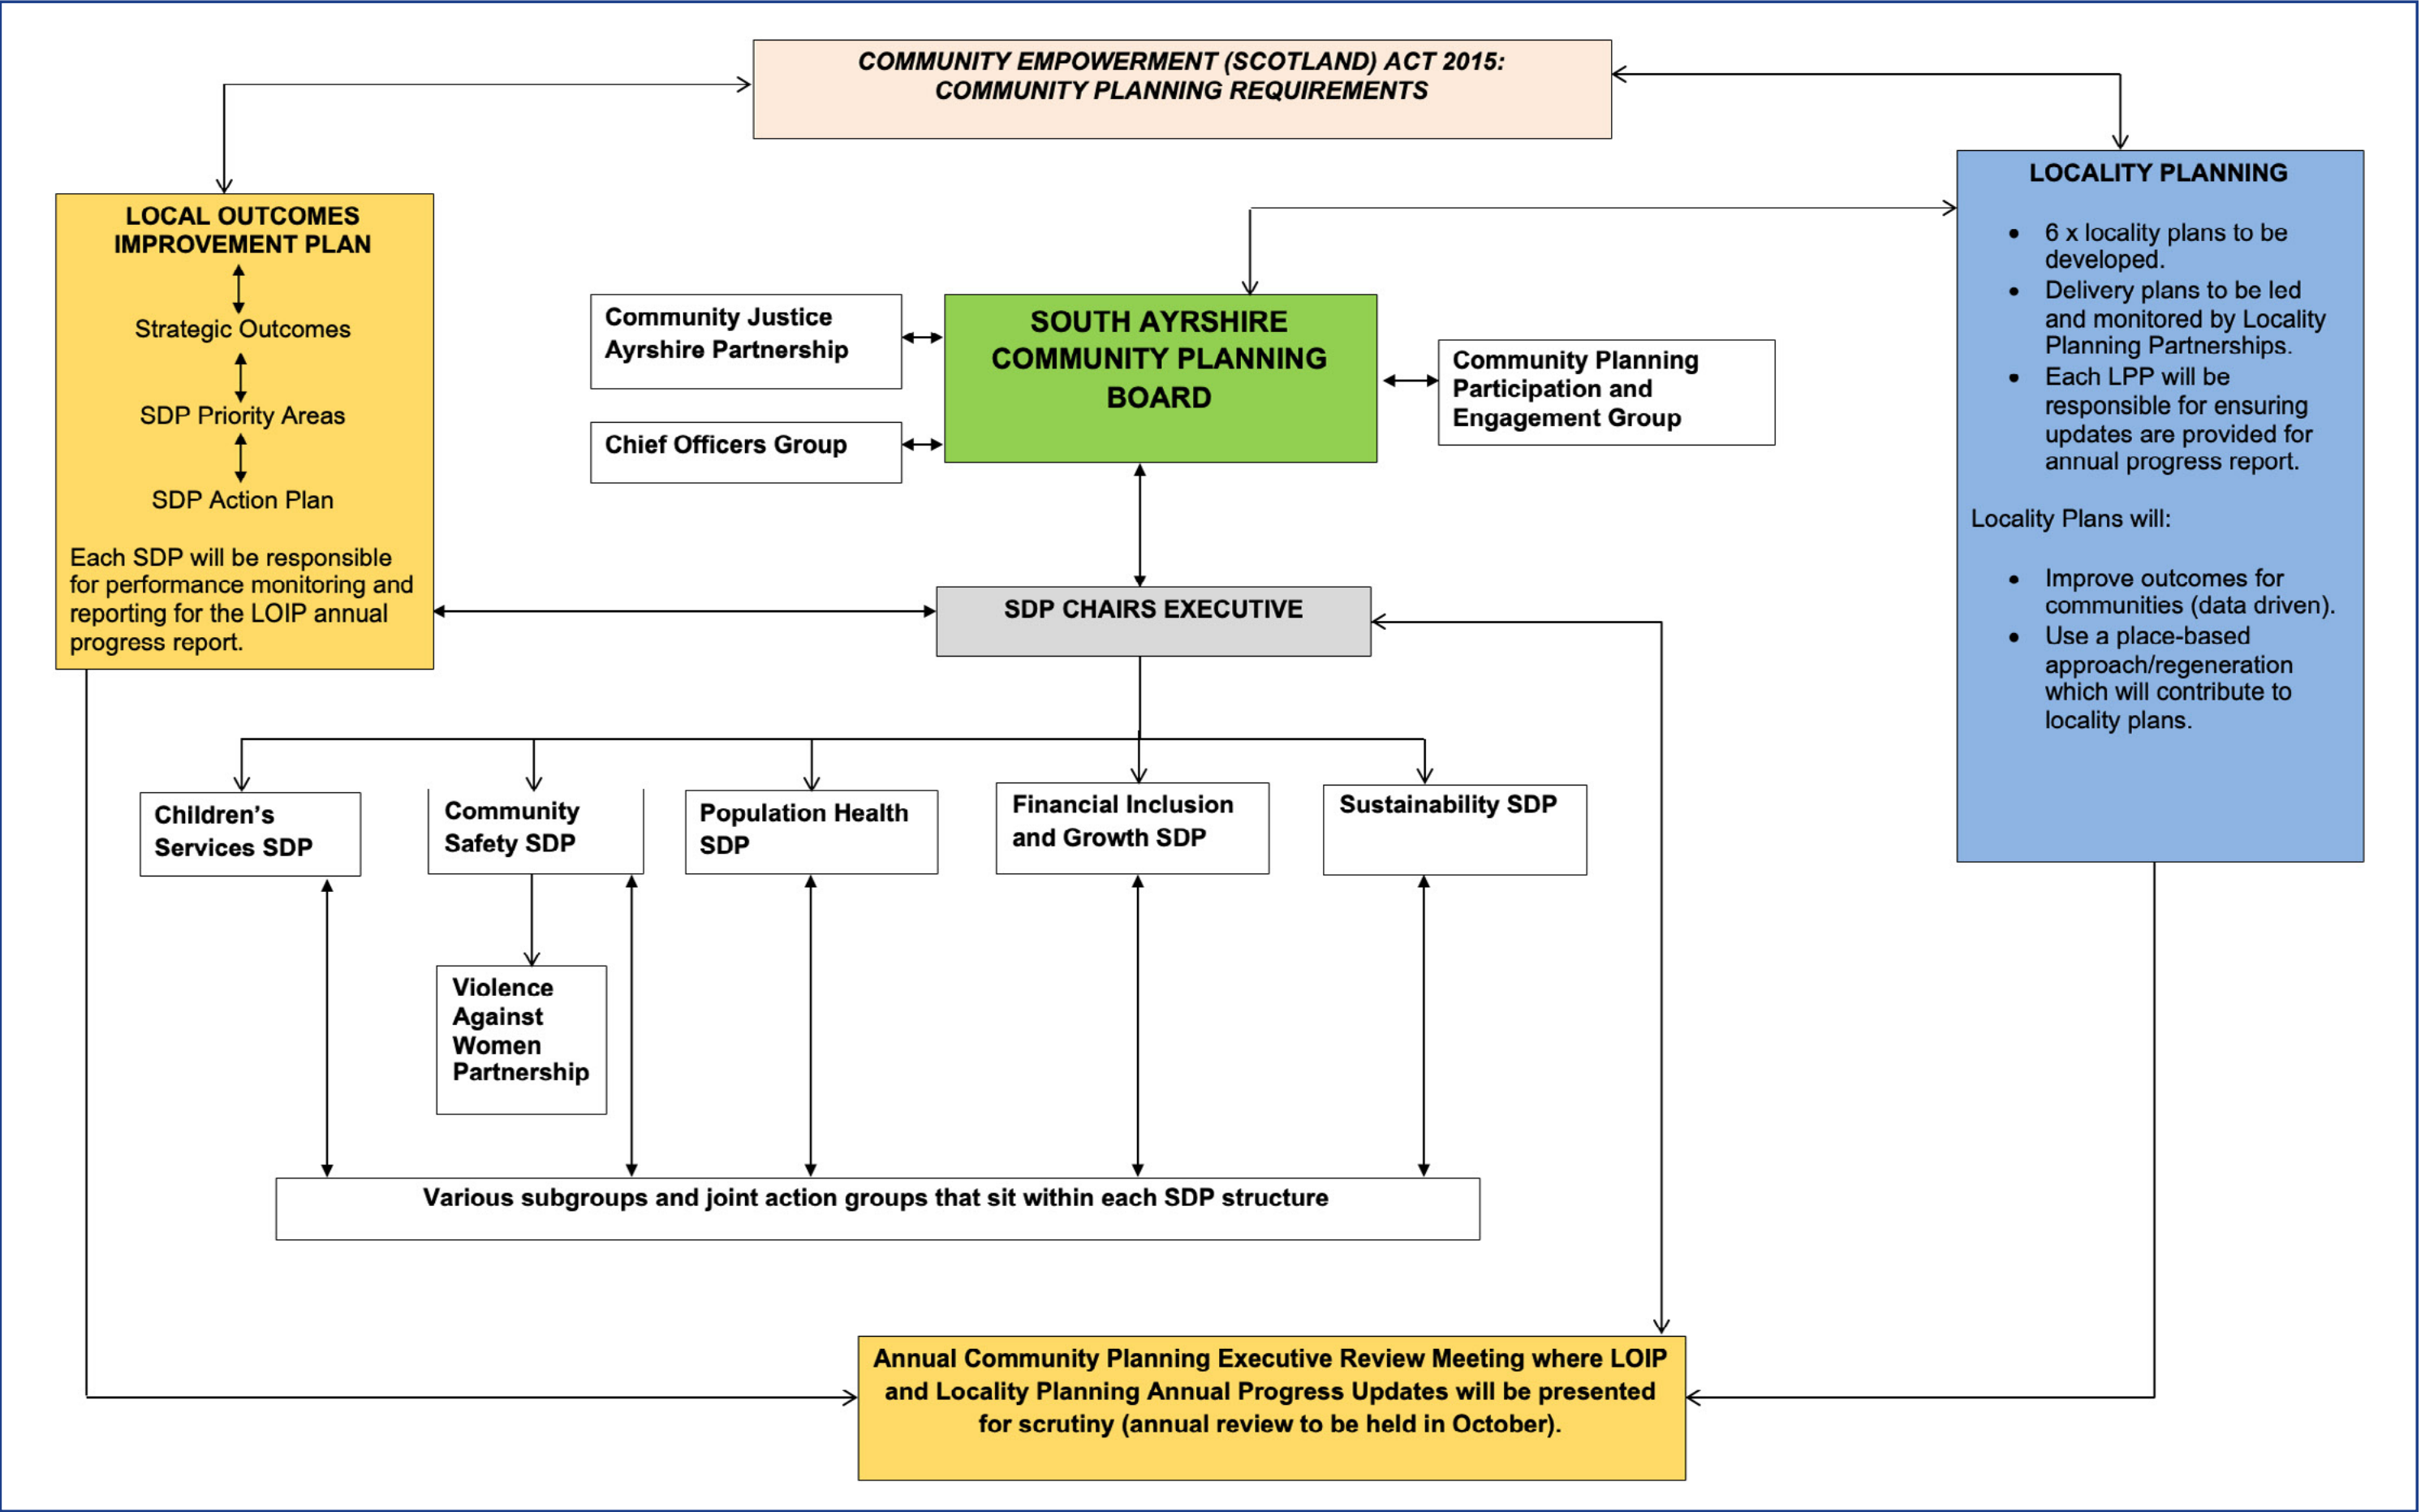 COMMUNITY EMPOWERMENT (SCOTLAND) ACT 2015:
COMMUNITY PLANNING REQUIREMENTS
LOCAL OUTCOMES
IMPROVEMENT PLAN
Strategic Outcomes
SDP Priority Areas
SDP Action Plan
Each SDP will be responsible
for performance monitoring and
reporting for the LOIP annual
progress report.
Community Justice
Ayrshire Partnership
Chief Officers Group
SOUTH AYRSHIRE
COMMUNITY PLANNING
BOARD
Community Planning
Participation and
Engagement Group
LOCALITY PLANNING
• 6 x locality plans to be
developed.
• Delivery plans to be led
and monitored by Locality
Planning Partnerships.
• Each LPP will be
responsible for ensuring
updates are provided for
annual progress report.
Locality Plans will:
• Improve outcomes for
communities (data driven).
• Use a place-based
approach/regeneration
which will contribute to
locality plans.
SDP CHAIRS EXECUTIVE
Children’s
Services SDP
Community
Safety SDP
Population Health
SDP
Financial Inclusion
and Growth SDP
Sustainability SDP
Violence
Against
Women
Partnership
Various subgroups and joint action groups that sit within each SDP structure
Annual Community Planning Executive Review Meeting where LOIP
and Locality Planning Annual Progress Updates will be presented
for scrutiny (annual review to be held in October).